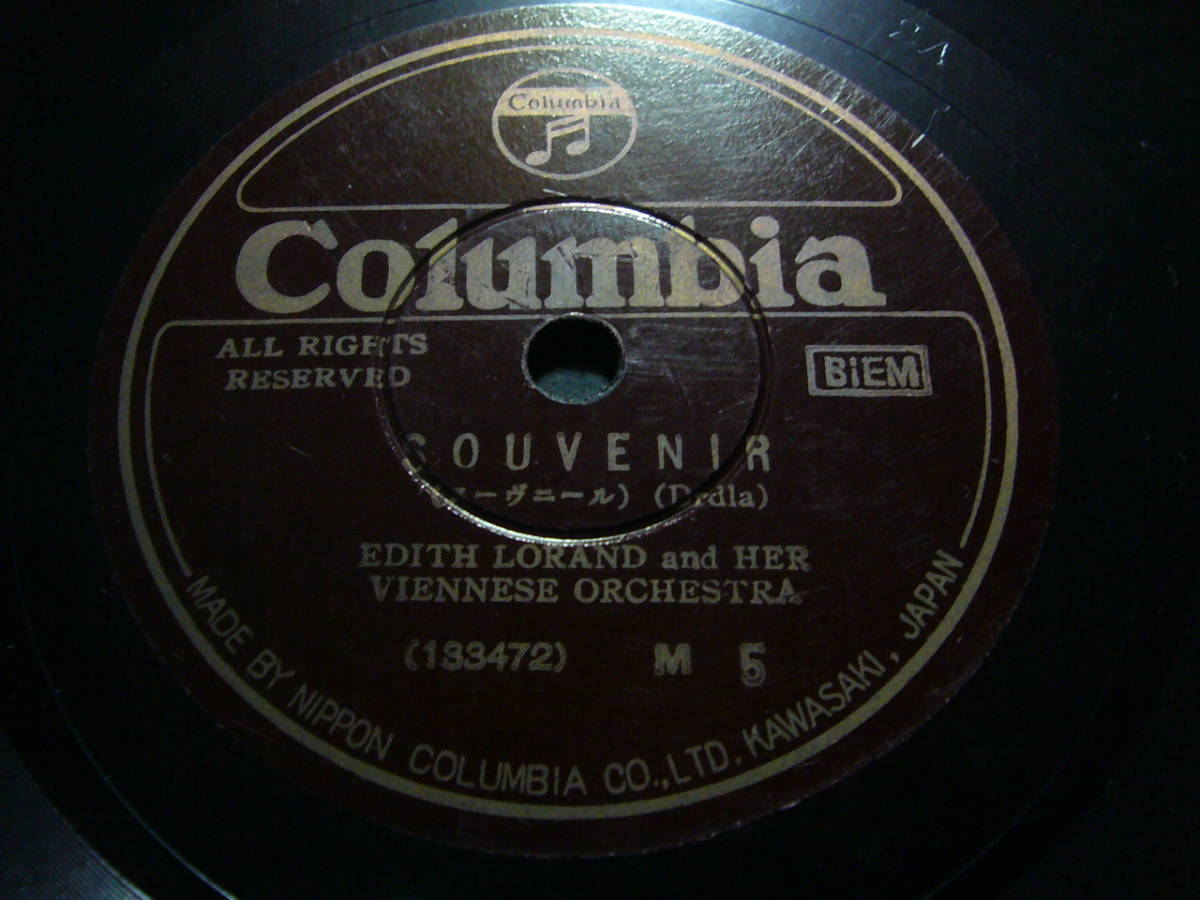 Columbia
Columbia
ALL RIGHTS
RESERVED
BIEM
SOUVENIR
(スーヴニール) (Drdla)
EDITH LORAND and HER
VIENNESE ORCHESTRA
(133472) M 5
MADE BY NIPPON COLUMBIA CO., LTD. KAWASAKI, JAPAN